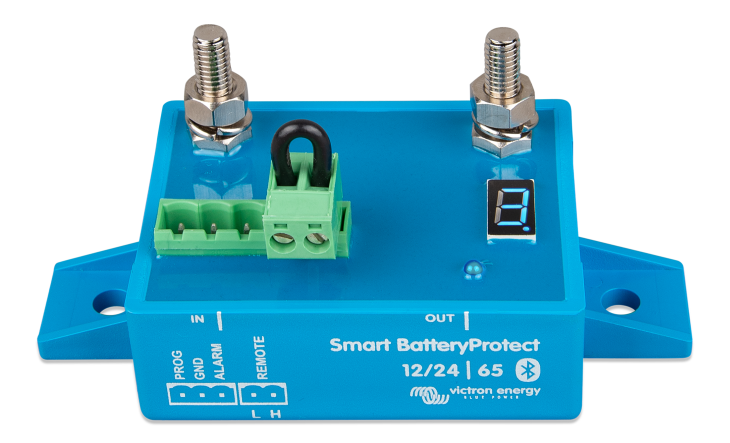 IN
OUT
PROG
GND
ALARM
REMOTE
L H
Smart BatteryProtect
12/24 | 65
victron energy
BLUE POWER